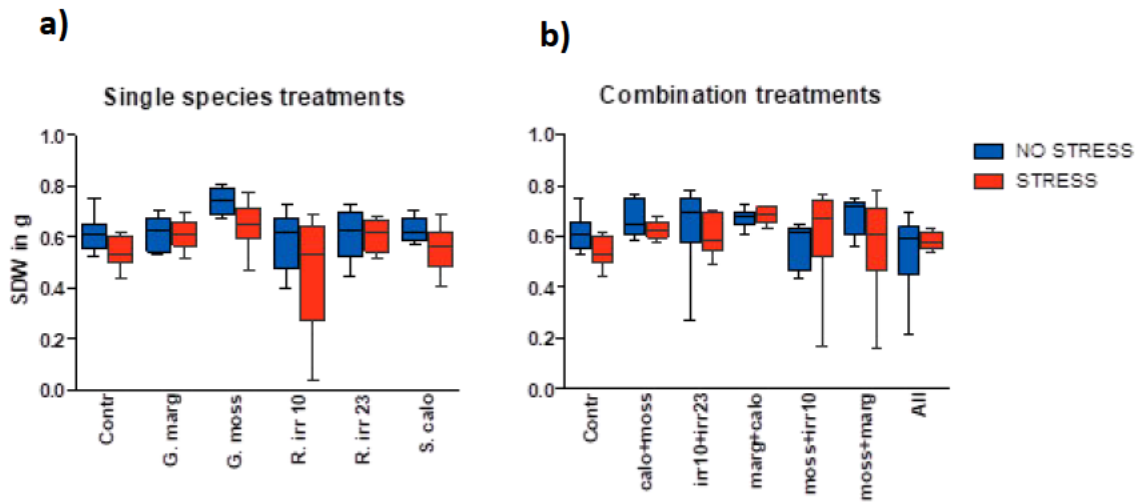 a)
Single species treatments
SDW in g
1.0
0.8
0.6
0.4
0.2
0.0
Contr
G. marg
G. moss
R. irr 10
R. irr 23
S. calo
b)
Combination treatments
1.0
0.8
0.6
0.4
0.2
0.0
Contr
calo+moss
irr10+irr23
marg+calo
moss+irr10
moss+marg
All
NO STRESS
STRESS